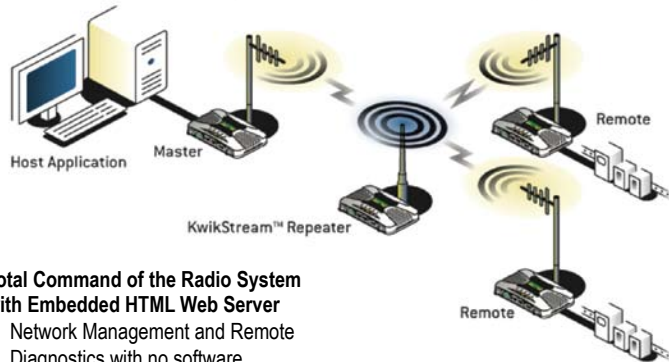 Host Application
Master
Remote
KwikStream™ Repeater
otal Command of the Radio System
ith Embedded HTML Web Server
Network Management and Remote
Diagnostics with no software
Remote